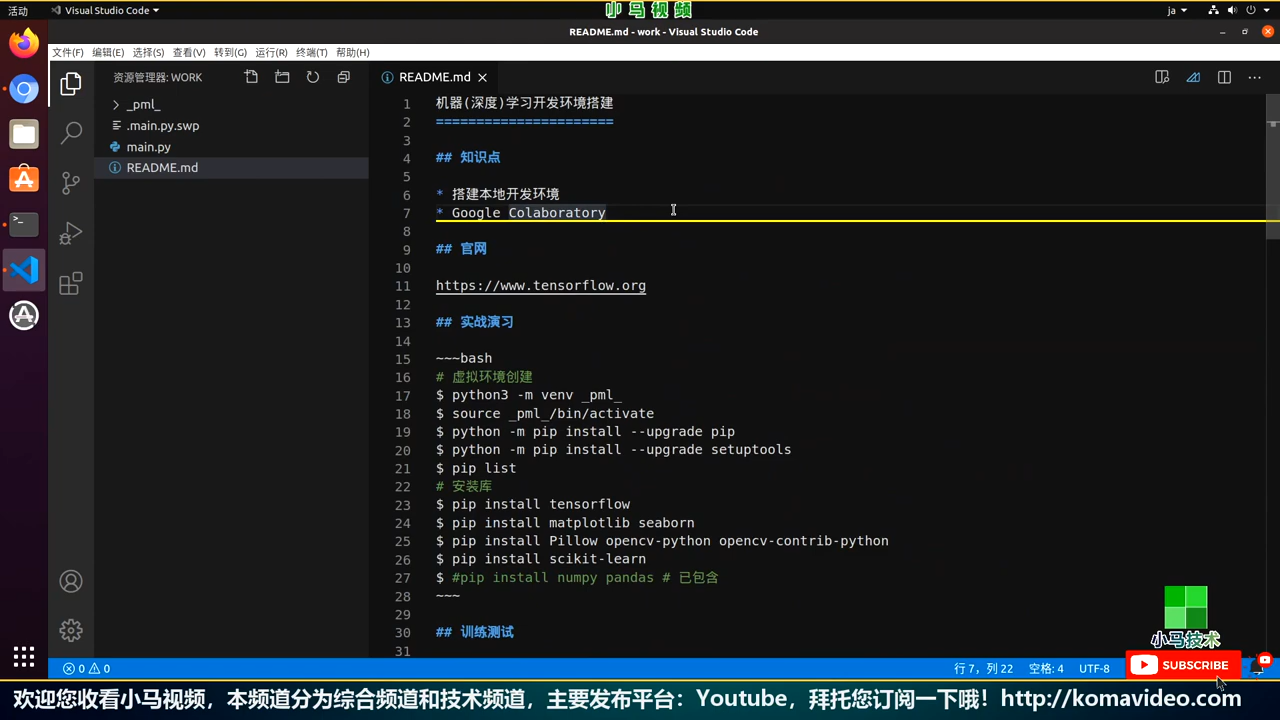 活动
Visual Studio Code
小马视频
ja
README.md - work - Visual Studio Code
文件(F) 编辑(E) 选择(S) 查看(V) 转到(G) 运行(R) 终端(T) 帮助(H)
资源管理器: WORK
_pml_
.main.py.swp
main.py
README.md
README.md
1 机器(深度)学习开发环境搭建
2 ======================
3
4 ## 知识点
5
6 * 搭建本地开发环境
7 * Google Colaboratory
8
9 ## 官网
10
11 https://www.tensorflow.org
12
13 ## 实战演习
14
15 ~~~bash
16 # 虚拟环境创建
17 $ python3 -m venv _pml_
18 $ source _pml_/bin/activate
19 $ python -m pip install --upgrade pip
20 $ python -m pip install --upgrade setuptools
21 $ pip list
22 # 安装库
23 $ pip install tensorflow
24 $ pip install matplotlib seaborn
25 $ pip install Pillow opencv-python opencv-contrib-python
26 $ pip install scikit-learn
27 $ #pip install numpy pandas # 已包含
28 ~~~
29
30 ## 训练测试
31
小马技术
SUBSCRIBE
0 0
行 7，列 22 空格: 4 UTF-8
欢迎您收看小马视频，本频道分为综合频道和技术频道，主要发布平台：Youtube，拜托您订阅一下哦！http://komavideo.com